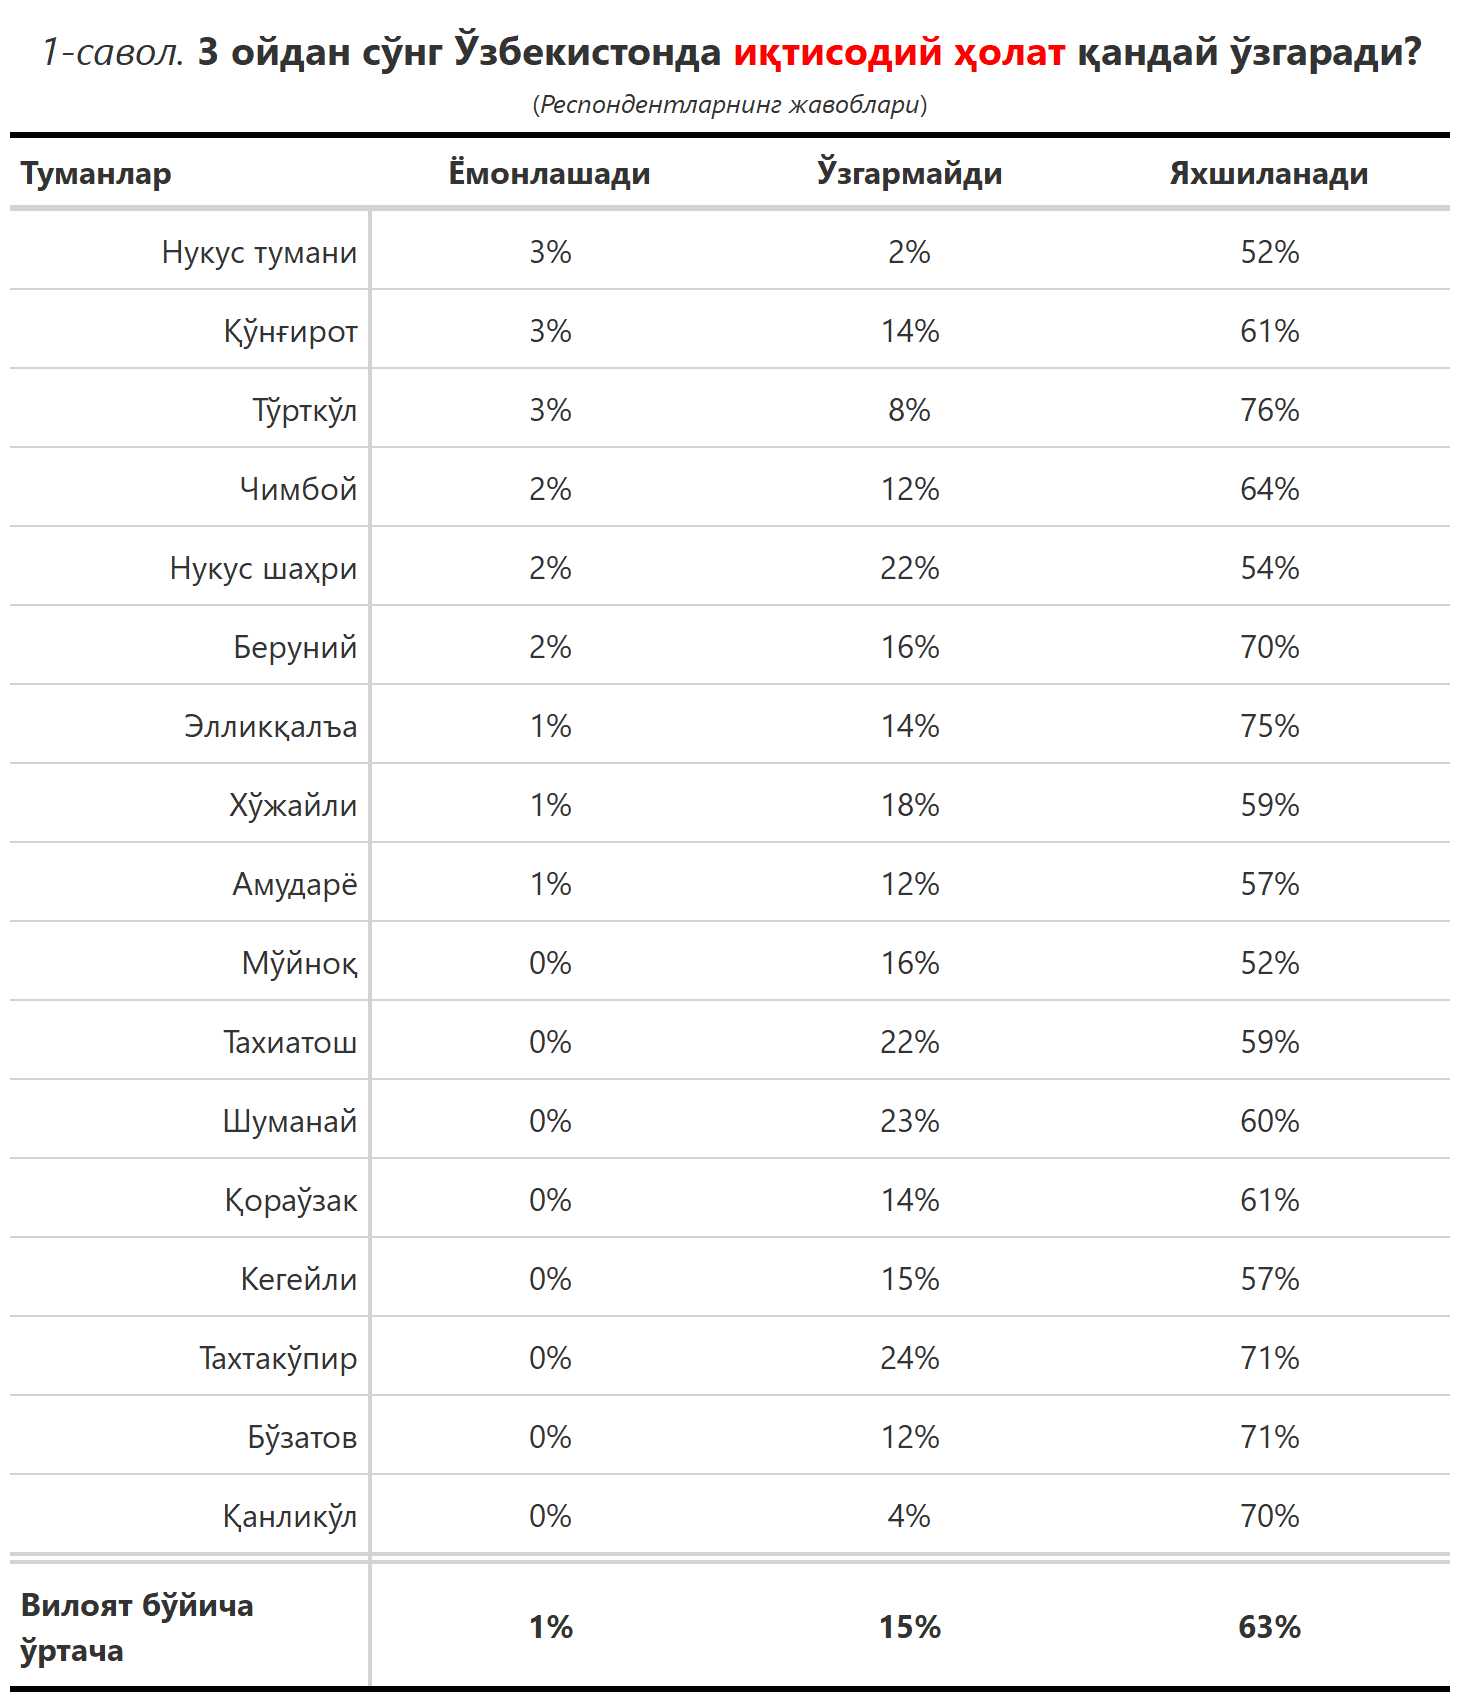 1-савол. 3 ойдан сўнг Ўзбекистонда иқтисодий ҳолат қандай ўзгаради?
(Респондентларнинг жавоблари)
Туманлар Ёмонлашади Ўзгармайди Яхшиланади
Нукус тумани 3% 2% 52%
Қўнғирот 3% 14% 61%
Тўрткўл 3% 8% 76%
Чимбой 2% 12% 64%
Нукус шаҳри 2% 22% 54%
Беруний 2% 16% 70%
Элликқалъа 1% 14% 75%
Хўжайли 1% 18% 59%
Амударё 1% 12% 57%
Мўйноқ 0% 16% 52%
Тахиатош 0% 22% 59%
Шуманай 0% 23% 60%
Қораўзак 0% 14% 61%
Кегейли 0% 15% 57%
Тахтакўпир 0% 24% 71%
Бўзатов 0% 12% 71%
Қанликўл 0% 4% 70%
Вилоят бўйича
ўртача 1% 15% 63%